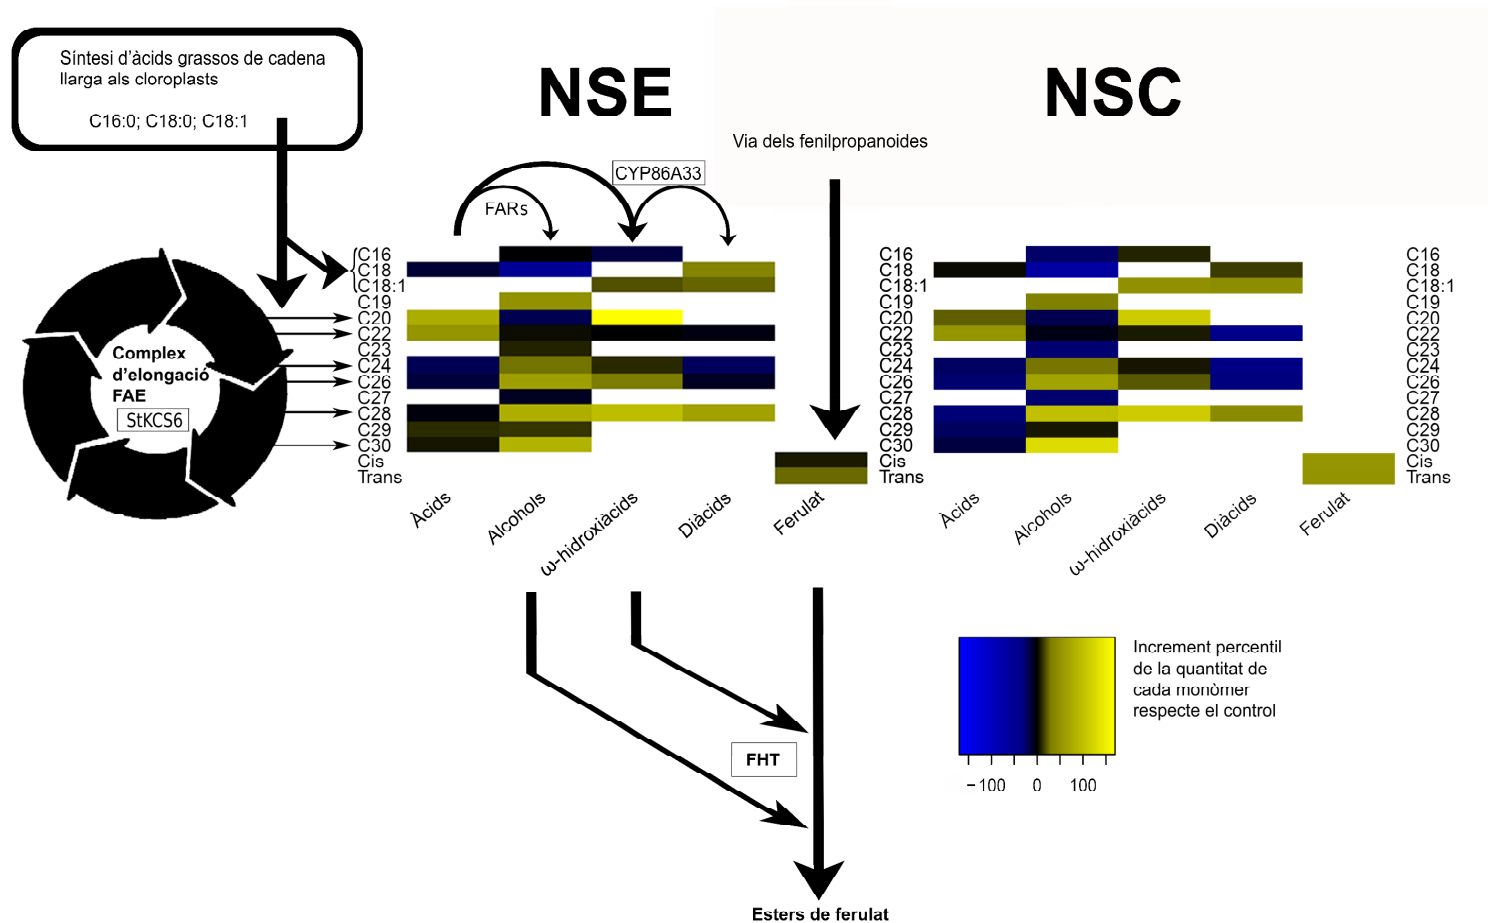 Síntesi d'àcids grassos de cadena
llarga als cloroplasts
C16:0; C18:0; C18:1
NSE
NSC
Via dels fenilpropanoides
CYP86A33
FARs
Complex
d'elongació
FAE
StKCS6
C16
C18
C18:1
C19
C20
C22
C23
C24
C26
C27
C28
C29
C30
Cis
Trans
C16
C18
C18:1
C19
C20
C22
C23
C24
C26
C27
C28
C29
C30
Cis
Trans
C16
C18
C18:1
C19
C20
C22
C23
C24
C26
C27
C28
C29
C30
Cis
Trans
Àcids
Alcohols
ω-hidroxiàcids
Diàcids
Ferulat
Àcids
Alcohols
ω-hidroxiàcids
Diàcids
Ferulat
Increment percentil
de la quantitat de
cada monòmer
respecte el control
−100 0 100
FHT
Esters de ferulat